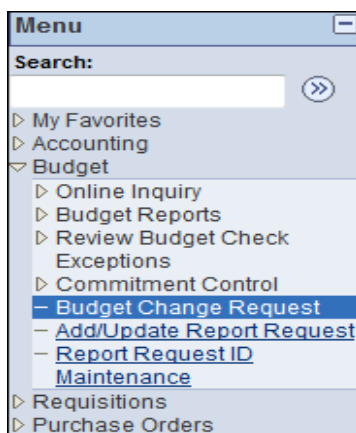 Menu
Search:
My Favorites
Accounting
Budget
Online Inquiry
Budget Reports
Review Budget Check
Exceptions
Commitment Control
Budget Change Request
Add/Update Report Request
Report Request ID
Maintenance
Requisitions
Purchase Orders